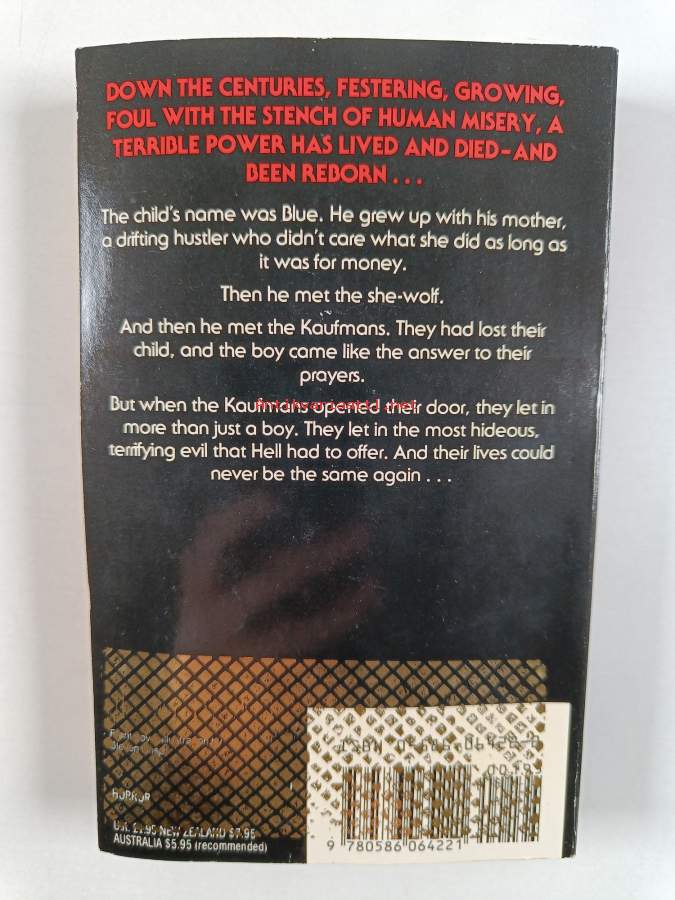 DOWN THE CENTURIES, FESTERING, GROWING,
FOUL WITH THE STENCH OF HUMAN MISERY, A
TERRIBLE POWER HAS LIVED AND DIED–AND
BEEN REBORN . . .
The child's name was Blue. He grew up with his mother,
a drifting hustler who didn't care what she did as long as
it was for money.
Then he met the she-wolf.
And then he met the Kaufmans. They had lost their
child, and the boy came like the answer to their
prayers.
But when the Kaufmans opened their door, they let in
more than just a boy. They let in the most hideous,
terrifying evil that Hell had to offer. And their lives could
never be the same again . . .
HORROR
NEW ZEALAND $7.95
AUSTRALIA $5.95 (recommended)
ISBN
9 780586 064221